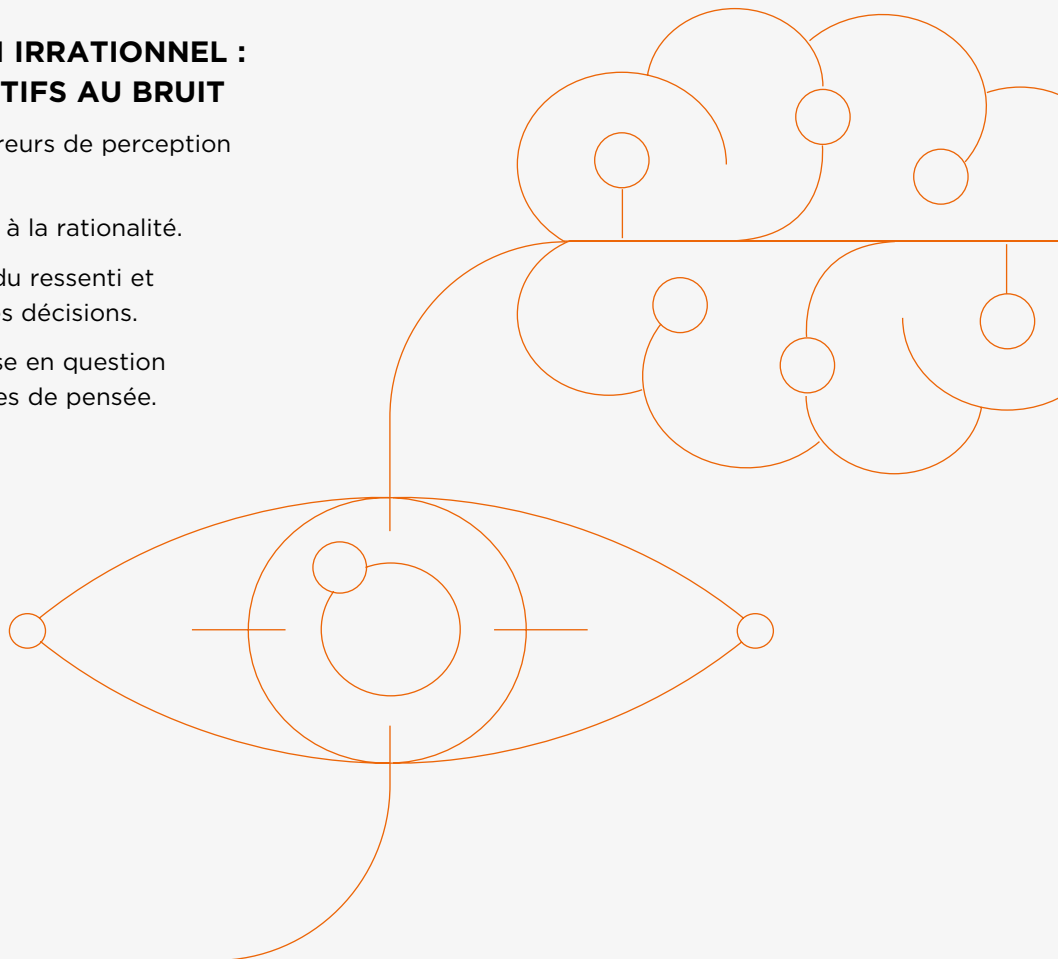 IRRATIONNEL :
TIFS AU BRUIT
reurs de perception
à la rationalité.
du ressenti et
s décisions.
se en question
es de pensée.